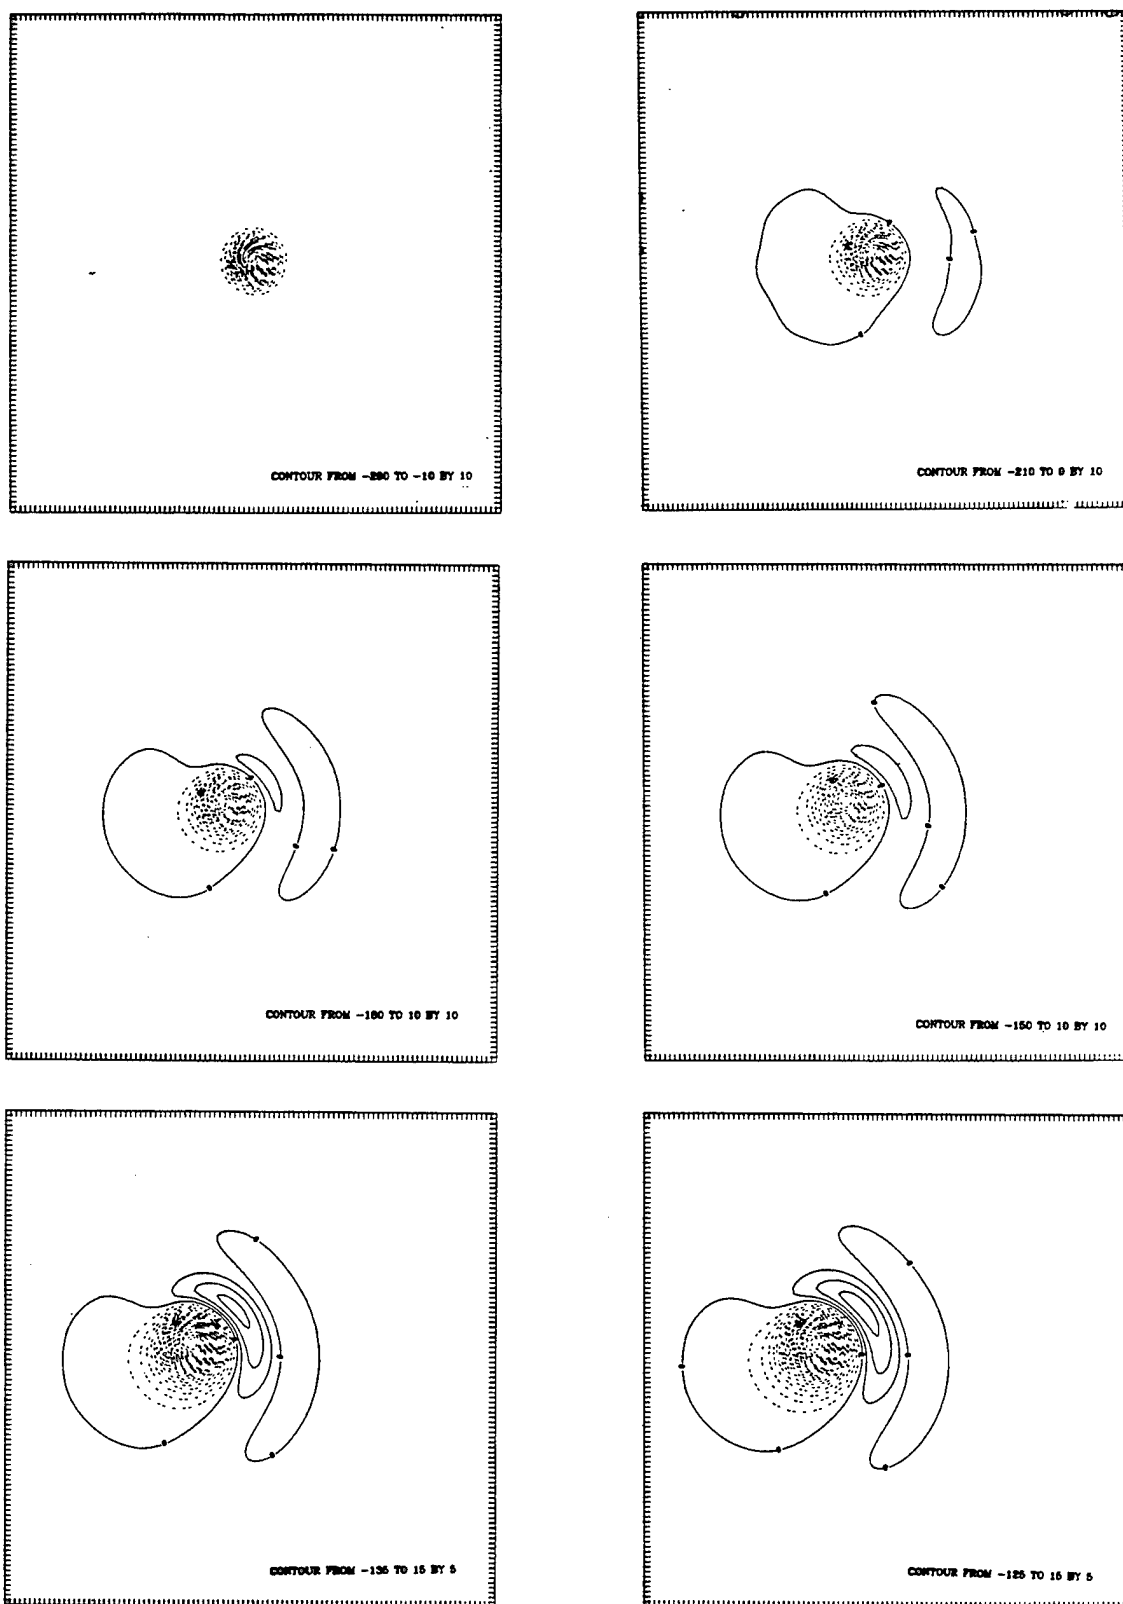 CONTOUR FROM -280 TO -10 BY 10
CONTOUR FROM -210 TO 0 BY 10
CONTOUR FROM -180 TO 10 BY 10
CONTOUR FROM -150 TO 10 BY 10
CONTOUR FROM -135 TO 15 BY 5
CONTOUR FROM -125 TO 15 BY 5